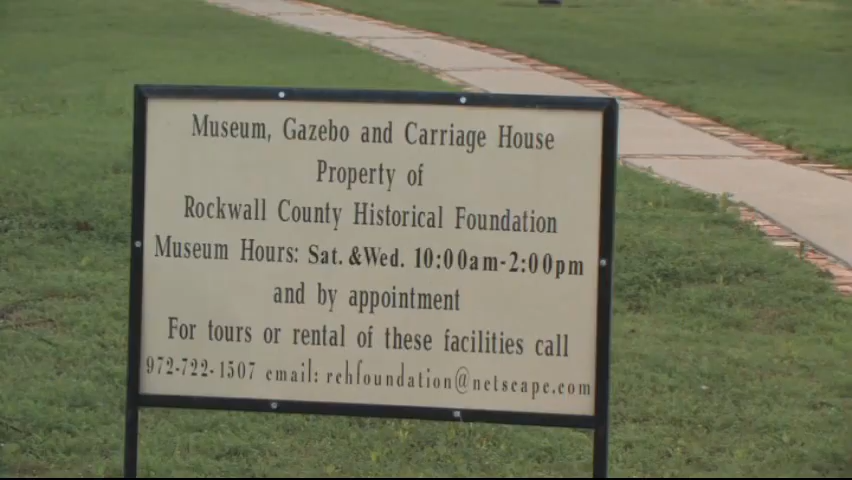 Museum, Gazebo and Carriage House
Property of
Rockwall County Historical Foundation
Museum Hours: Sat. &Wed. 10:00am-2:00pm
and by appointment
For tours or rental of these facilities call
972-722-1507 email: rchfoundation@netscape.com